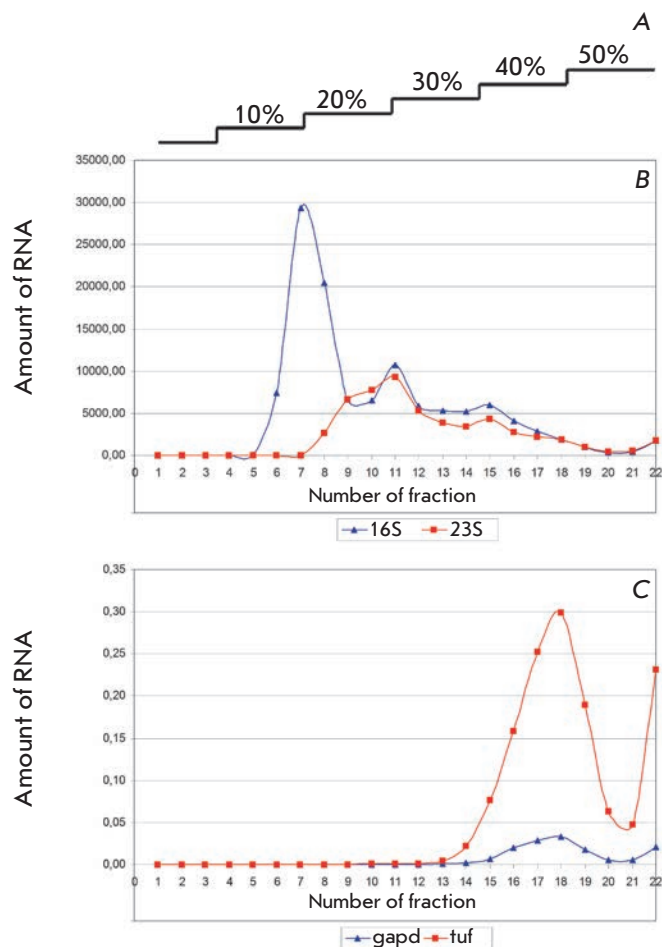 A
10% 20% 30% 40% 50%
B
Amount of RNA
35000,00
30000,00
25000,00
20000,00
15000,00
10000,00
5000,00
0,00
0 1 2 3 4 5 6 7 8 9 10 11 12 13 14 15 16 17 18 19 20 21 22
Number of fraction
16S 23S
C
Amount of RNA
0,35
0,30
0,25
0,20
0,15
0,10
0,05
0,00
0 1 2 3 4 5 6 7 8 9 10 11 12 13 14 15 16 17 18 19 20 21 22
Number of fraction
gapd tuf